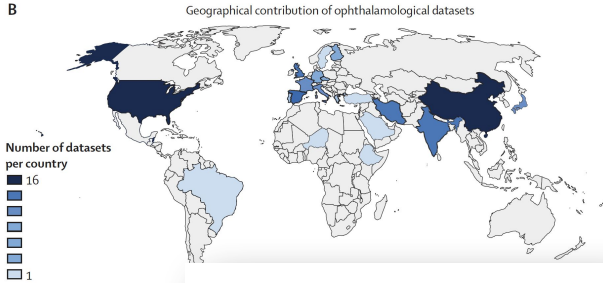 B
Geographical contribution of ophthalamological datasets
Number of datasets
per country
16
1